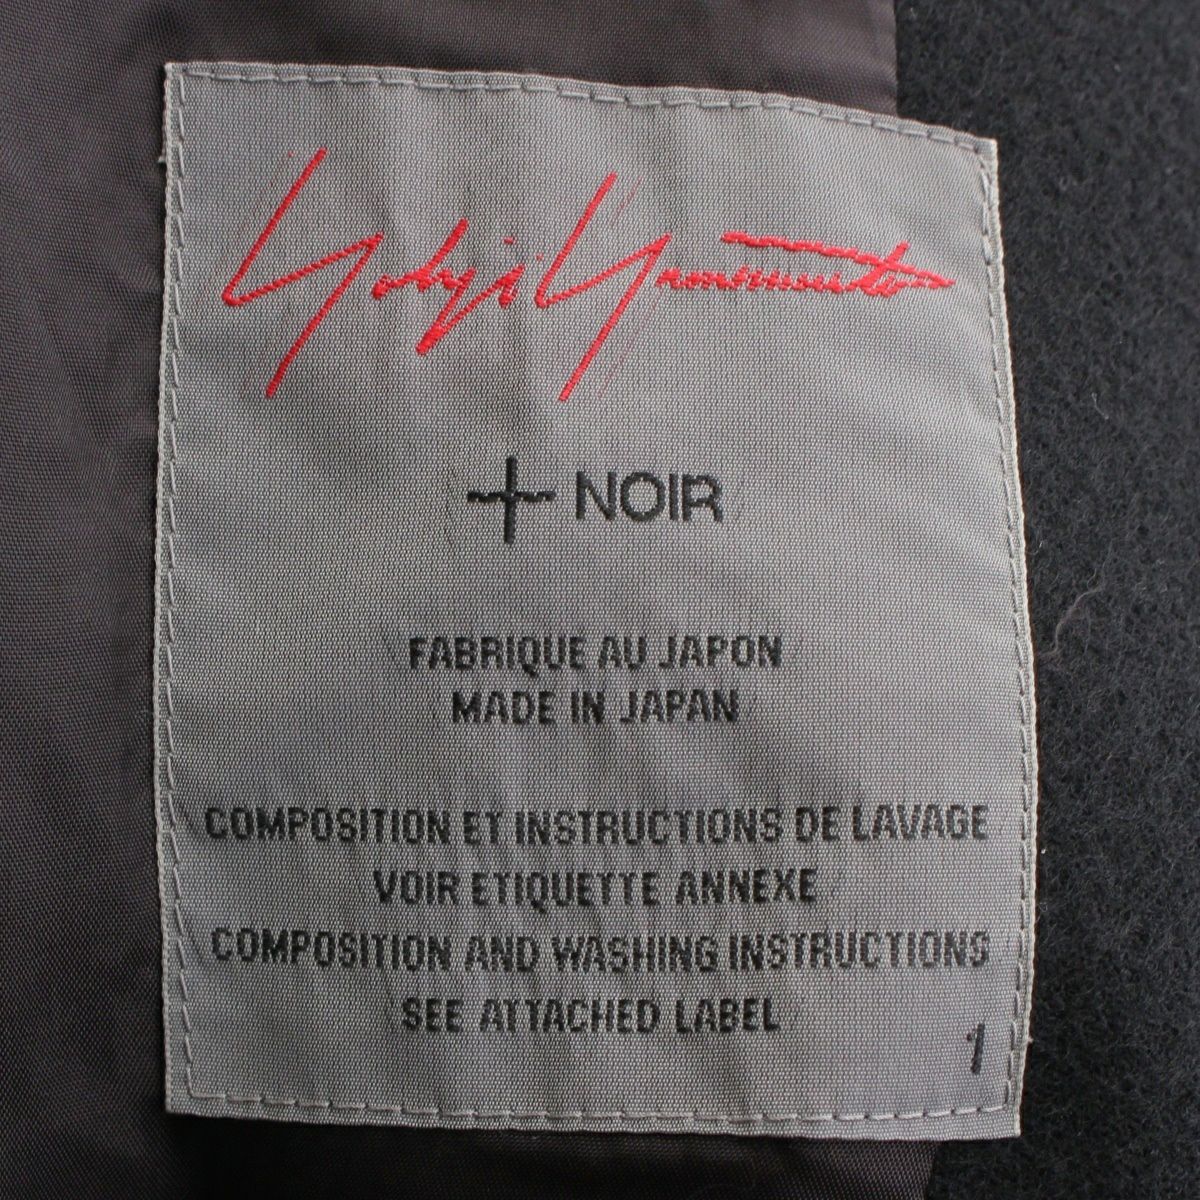 Yohji Yamamoto
+ NOIR
FABRIQUE AU JAPON
MADE IN JAPAN
COMPOSITION ET INSTRUCTIONS DE LAVAGE
VOIR ETIQUETTE ANNEXE
COMPOSITION AND WASHING INSTRUCTIONS
SEE ATTACHED LABEL
1